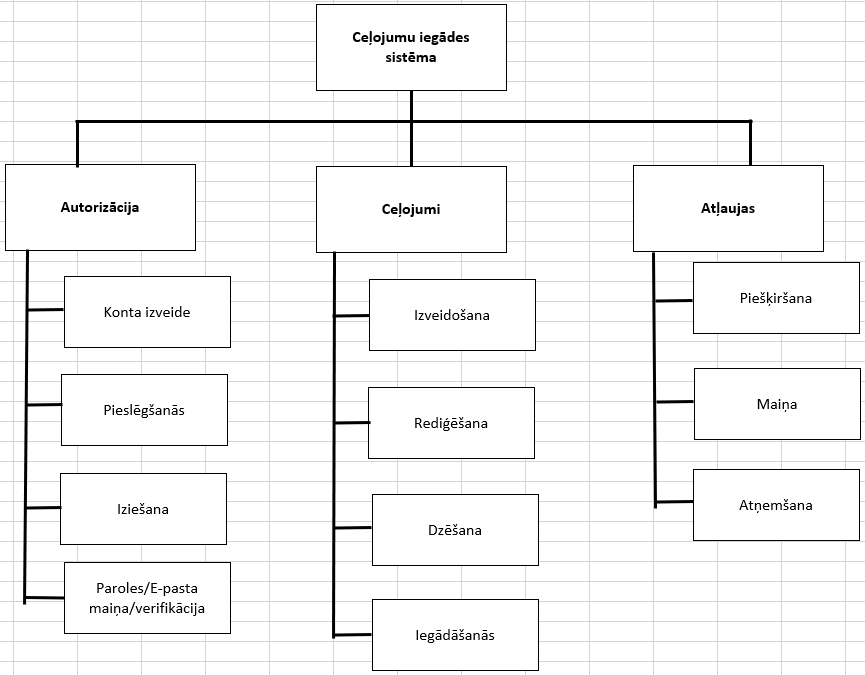 Ceļojumu iegādes
sistēma
Autorizācija
Ceļojumi
Atļaujas
Konta izveide
Pieslēgšanās
Iziešana
Paroles/E-pasta
maiņa/verifikācija
Izveidošana
Rediģēšana
Dzēšana
Iegādāšanās
Piešķiršana
Maiņa
Atņemšana